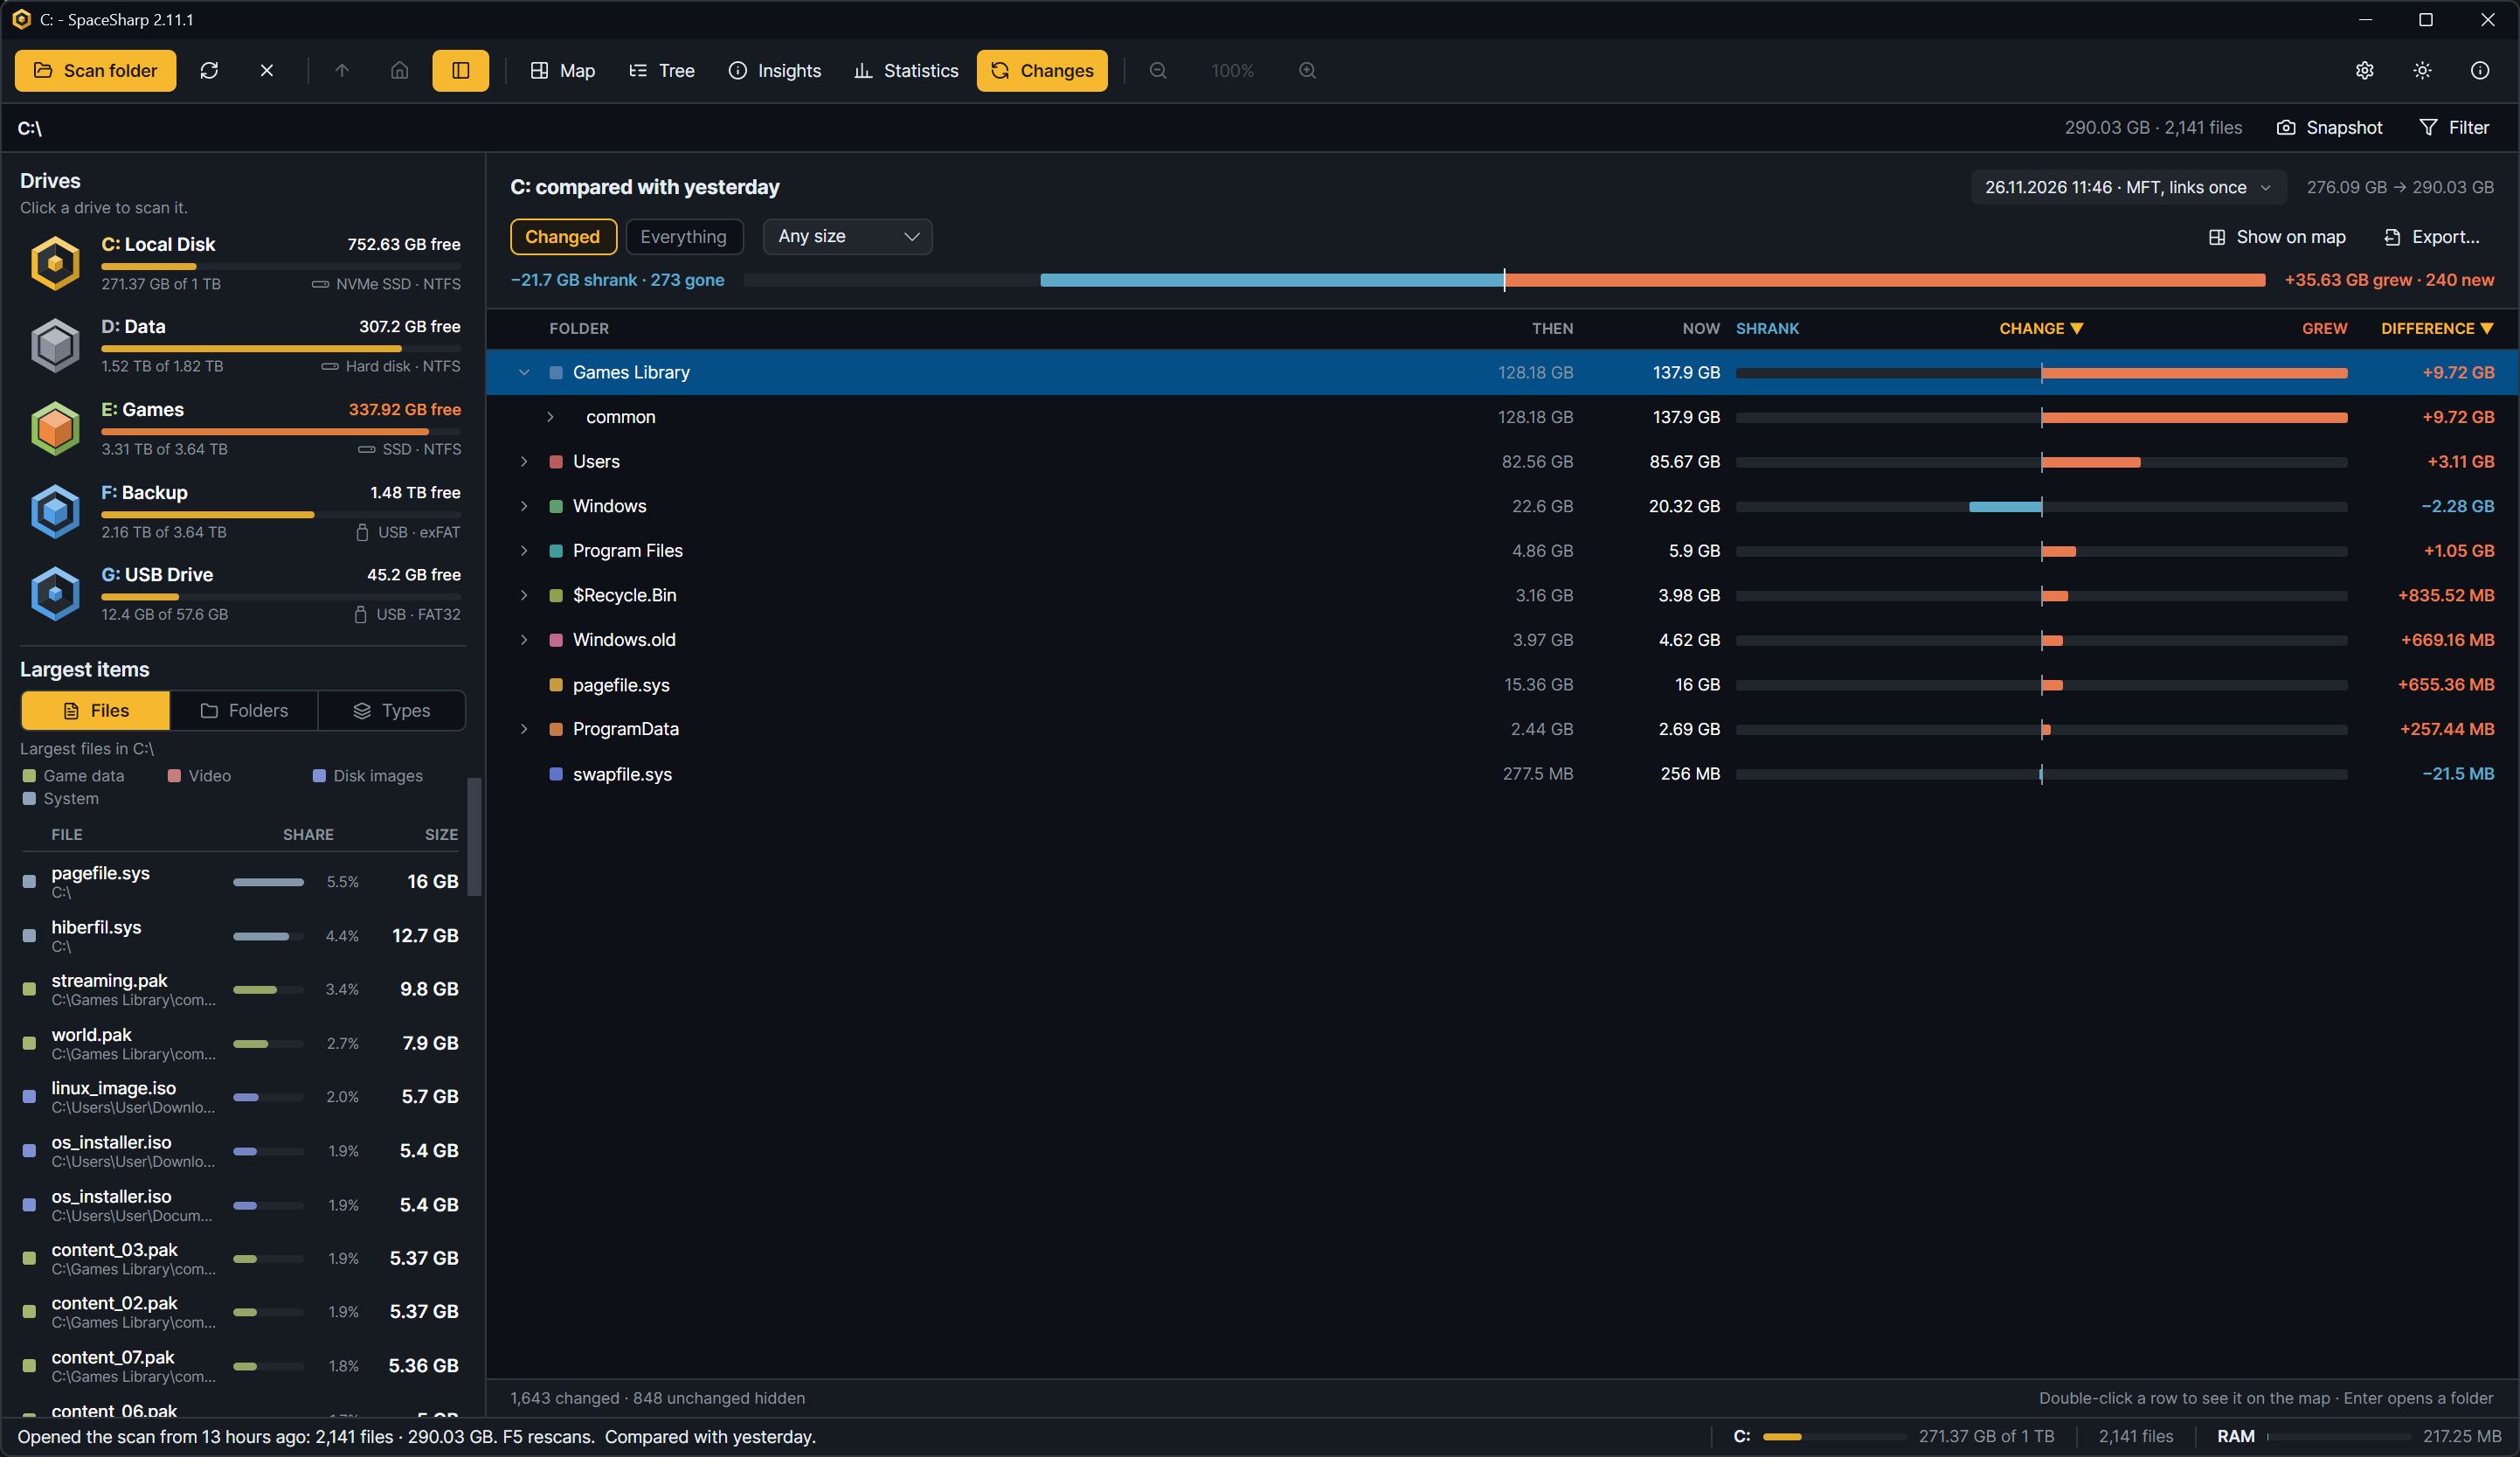 C: - SpaceSharp 2.11.1
Scan folder
Map
Tree
Insights
Statistics
Changes
100%
C:\
290.03 GB · 2,141 files
Snapshot
Filter
Drives
Click a drive to scan it.
C: Local Disk 752.63 GB free
271.37 GB of 1 TB NVMe SSD · NTFS
D: Data 307.2 GB free
1.52 TB of 1.82 TB Hard disk · NTFS
E: Games 337.92 GB free
3.31 TB of 3.64 TB SSD · NTFS
F: Backup 1.48 TB free
2.16 TB of 3.64 TB USB · exFAT
G: USB Drive 45.2 GB free
12.4 GB of 57.6 GB USB · FAT32
Largest items
Files Folders Types
Largest files in C:\
Game data Video Disk images
System
FILE SHARE SIZE
pagefile.sys 5.5% 16 GB
C:\
hiberfil.sys 4.4% 12.7 GB
C:\
streaming.pak 3.4% 9.8 GB
C:\Games Library\com...
world.pak 2.7% 7.9 GB
C:\Games Library\com...
linux_image.iso 2.0% 5.7 GB
C:\Users\User\Downlo...
os_installer.iso 1.9% 5.4 GB
C:\Users\User\Downlo...
os_installer.iso 1.9% 5.4 GB
C:\Users\User\Docum...
content_03.pak 1.9% 5.37 GB
C:\Games Library\com...
content_02.pak 1.9% 5.37 GB
C:\Games Library\com...
content_07.pak 1.8% 5.36 GB
C:\Games Library\com...
content_06.pak
C: compared with yesterday
26.11.2026 11:46 · MFT, links once 276.09 GB → 290.03 GB
Changed Everything Any size
Show on map Export...
−21.7 GB shrank · 273 gone +35.63 GB grew · 240 new
FOLDER THEN NOW SHRANK CHANGE ▼ GREW DIFFERENCE ▼
Games Library 128.18 GB 137.9 GB +9.72 GB
common 128.18 GB 137.9 GB +9.72 GB
Users 82.56 GB 85.67 GB +3.11 GB
Windows 22.6 GB 20.32 GB −2.28 GB
Program Files 4.86 GB 5.9 GB +1.05 GB
$Recycle.Bin 3.16 GB 3.98 GB +835.52 MB
Windows.old 3.97 GB 4.62 GB +669.16 MB
pagefile.sys 15.36 GB 16 GB +655.36 MB
ProgramData 2.44 GB 2.69 GB +257.44 MB
swapfile.sys 277.5 MB 256 MB −21.5 MB
1,643 changed · 848 unchanged hidden
Double-click a row to see it on the map · Enter opens a folder
Opened the scan from 13 hours ago: 2,141 files · 290.03 GB. F5 rescans. Compared with yesterday.
C: 271.37 GB of 1 TB 2,141 files RAM 217.25 MB